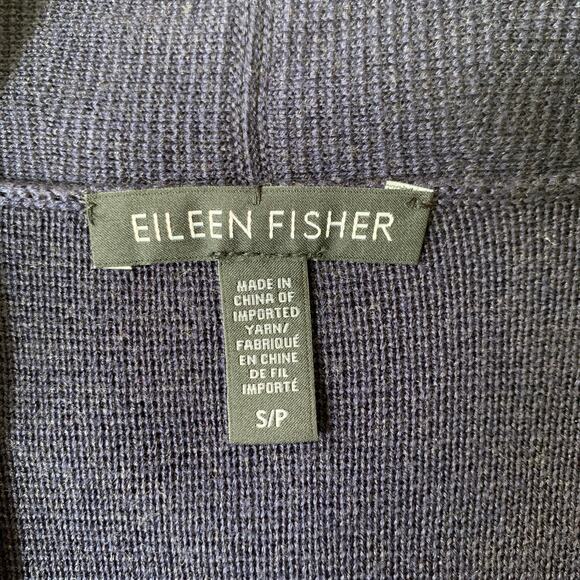 EILEEN FISHER
MADE IN
CHINA OF
IMPORTED
YARN/
FABRIQUÉ
EN CHINE
DE FIL
IMPORTÉ
S/P